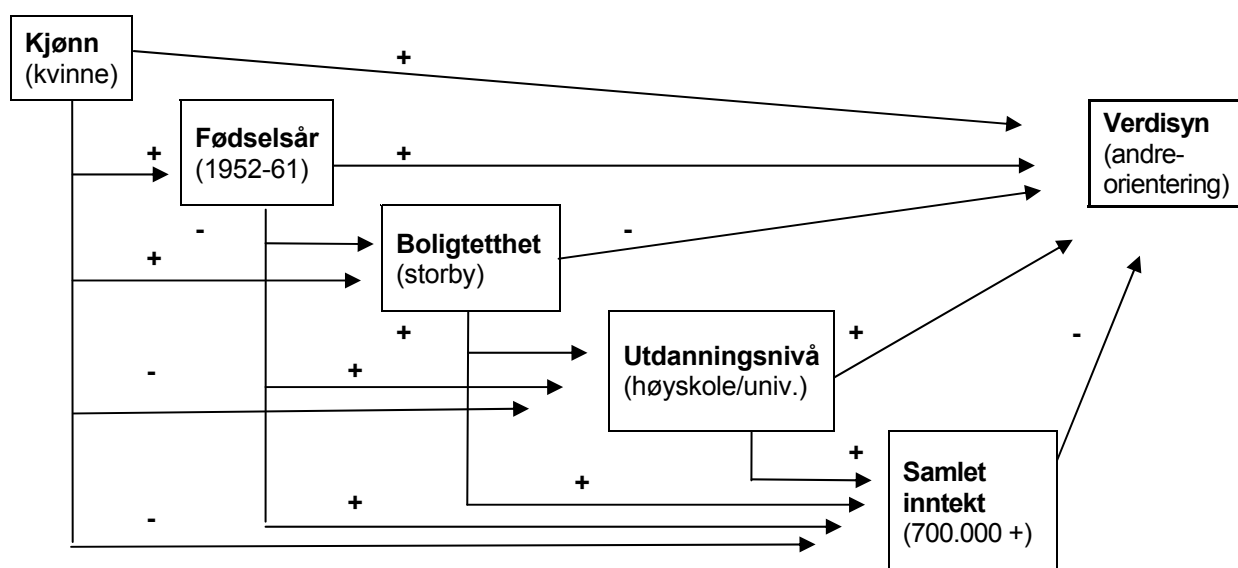 Kjønn
(kvinne)
+
Fødselsår
(1952-61)
+
+
Verdisyn
(andre-
orientering)
-
+
Boligtetthet
(storby)
-
+
Utdanningsnivå
(høyskole/univ.)
+
-
-
+
Samlet
inntekt
(700.000 +)
+
+
+
-